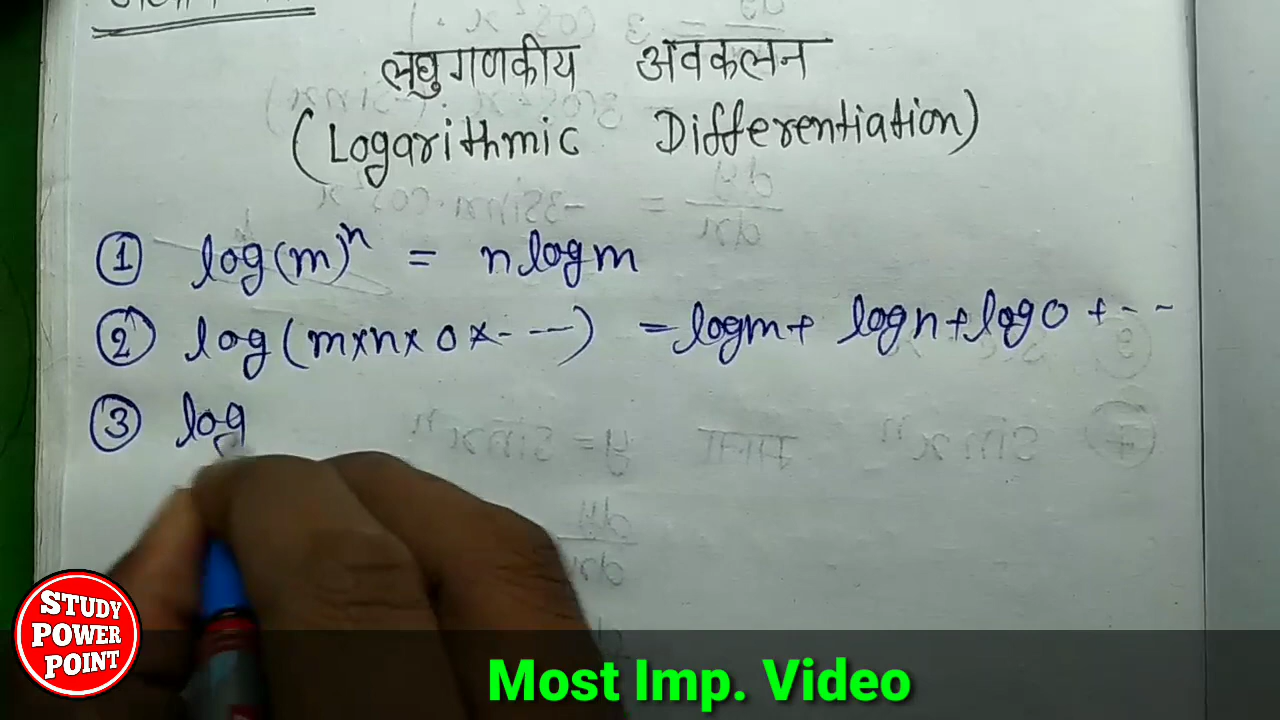 लघुगणकीय अवकलन
(Logarithmic Differentiation)
① log(m)ⁿ = n log m
② log(m×n×o×- --) = log m + log n + log o + - --
③ log
STUDY
POWER
POINT
Most Imp. Video